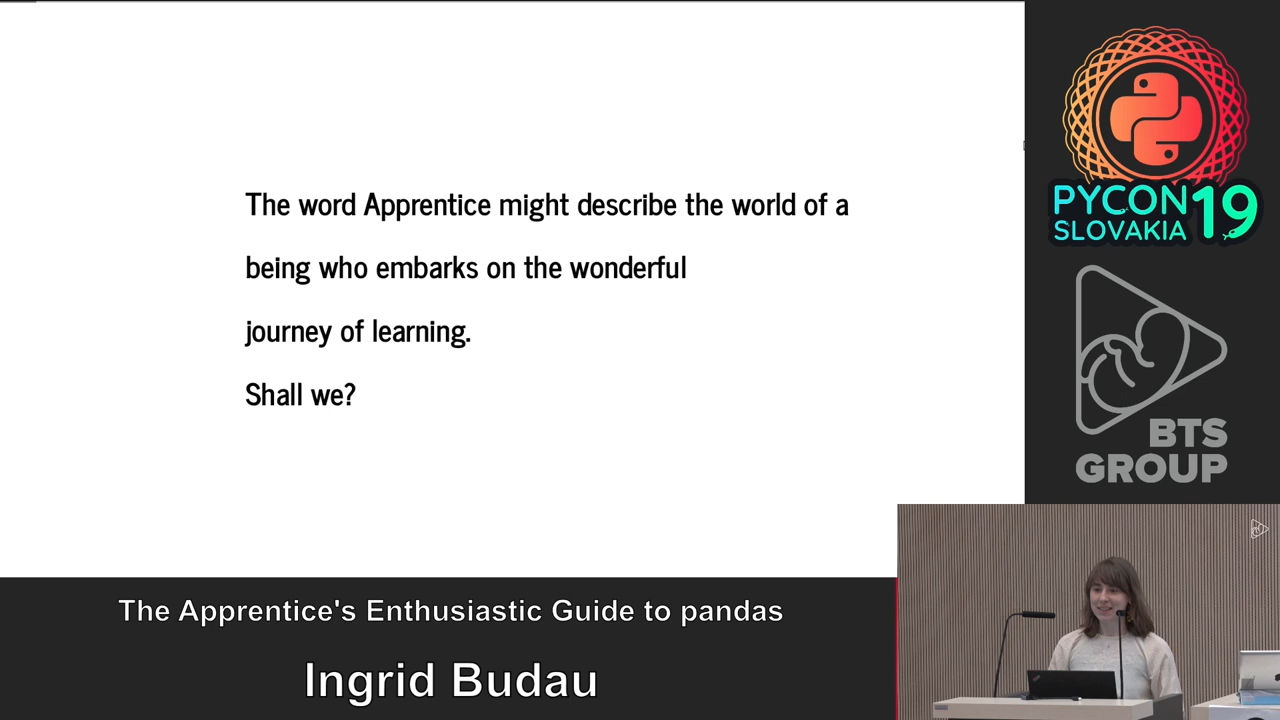 The word Apprentice might describe the world of a
being who embarks on the wonderful
journey of learning.
Shall we?
PYCON
SLOVAKIA
19
BTS
GROUP
The Apprentice's Enthusiastic Guide to pandas
Ingrid Budau